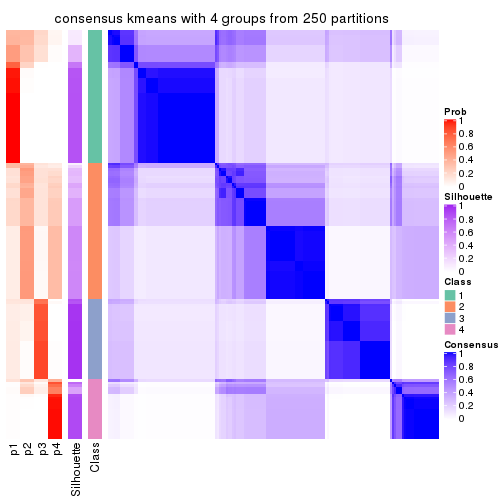 consensus kmeans with 4 groups from 250 partitions
Prob
1
0.8
0.6
0.4
0.2
0
Silhouette
1
0.8
0.6
0.4
0.2
0
Class
1
2
3
4
Consensus
1
0.8
0.6
0.4
0.2
0
p1
p2
p3
p4
Silhouette
Class